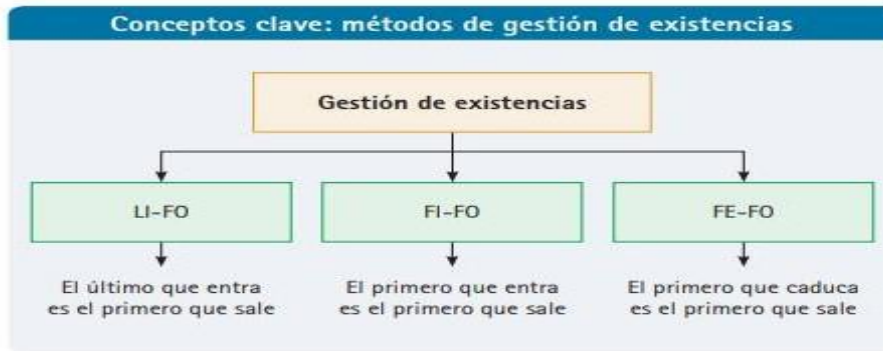 Conceptos clave: métodos de gestión de existencias
Gestión de existencias
LI-FO
FI-FO
FE-FO
El último que entra
es el primero que sale
El primero que entra
es el primero que sale
El primero que caduca
es el primero que sale